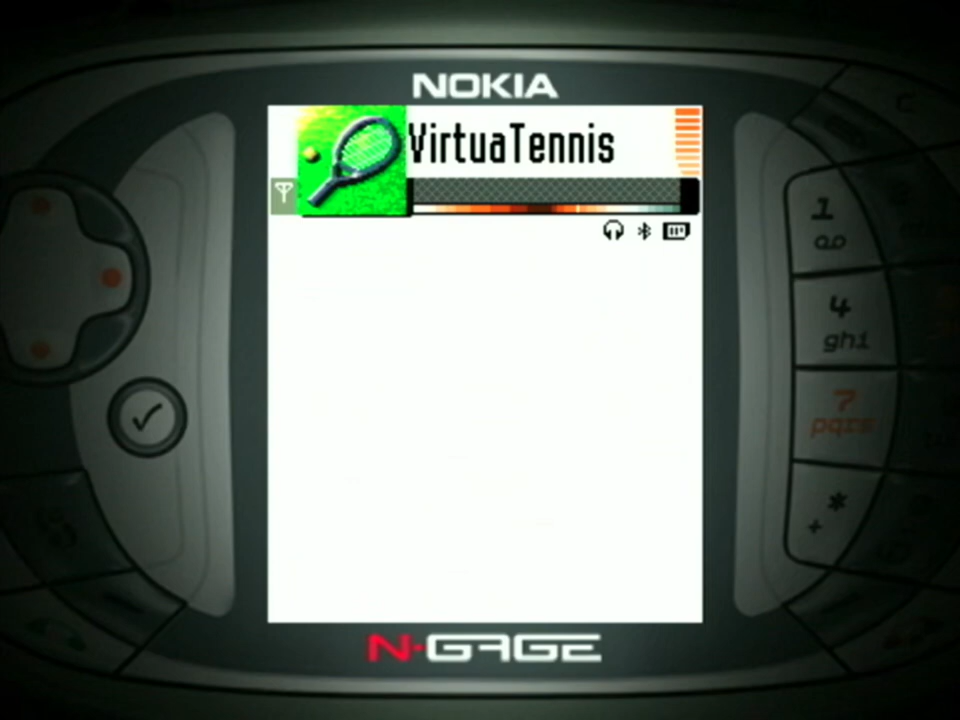 NOKIA
VirtuaTennis
1
4
ghi
7
pqrs
*
+
N-GAGE